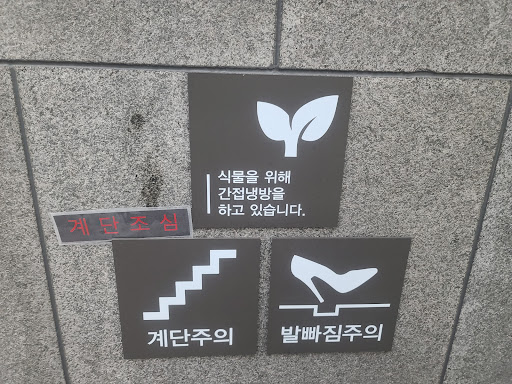 식물을 위해
간접냉방을
하고 있습니다.
계단조심
계단주의
발빠짐주의